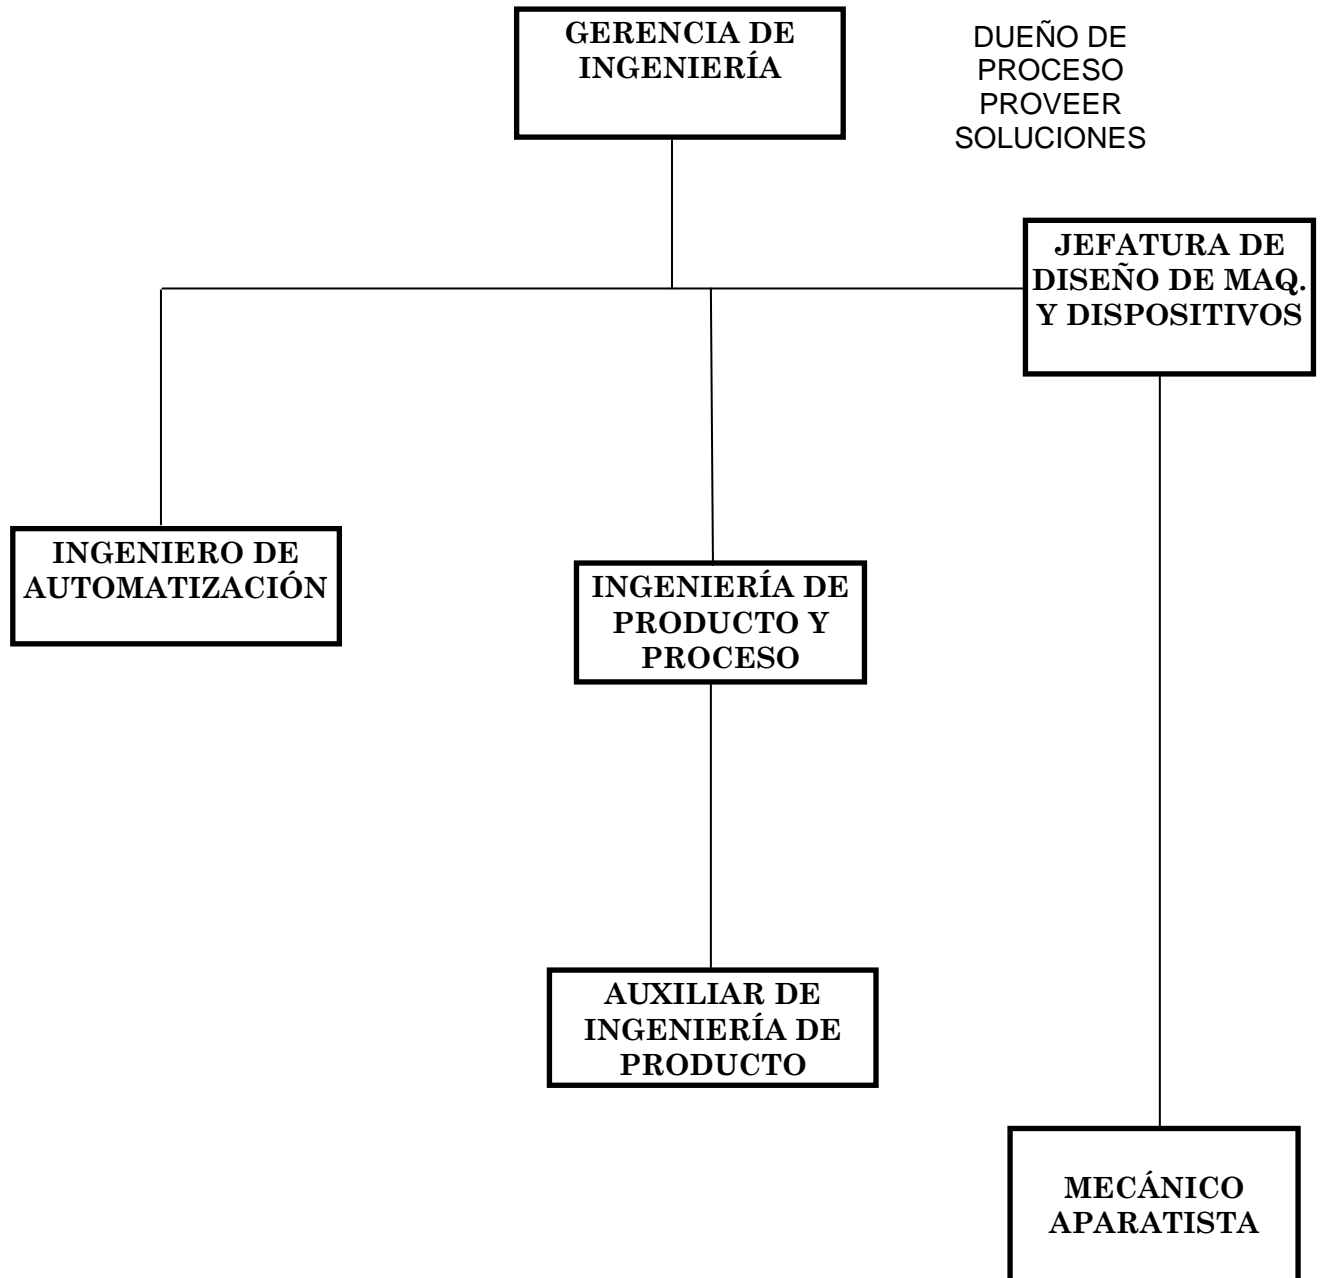 GERENCIA DE
INGENIERÍA
DUEÑO DE
PROCESO
PROVEER
SOLUCIONES
JEFATURA DE
DISEÑO DE MAQ.
Y DISPOSITIVOS
INGENIERO DE
AUTOMATIZACIÓN
INGENIERÍA DE
PRODUCTO Y
PROCESO
AUXILIAR DE
INGENIERÍA DE
PRODUCTO
MECÁNICO
APARATISTA